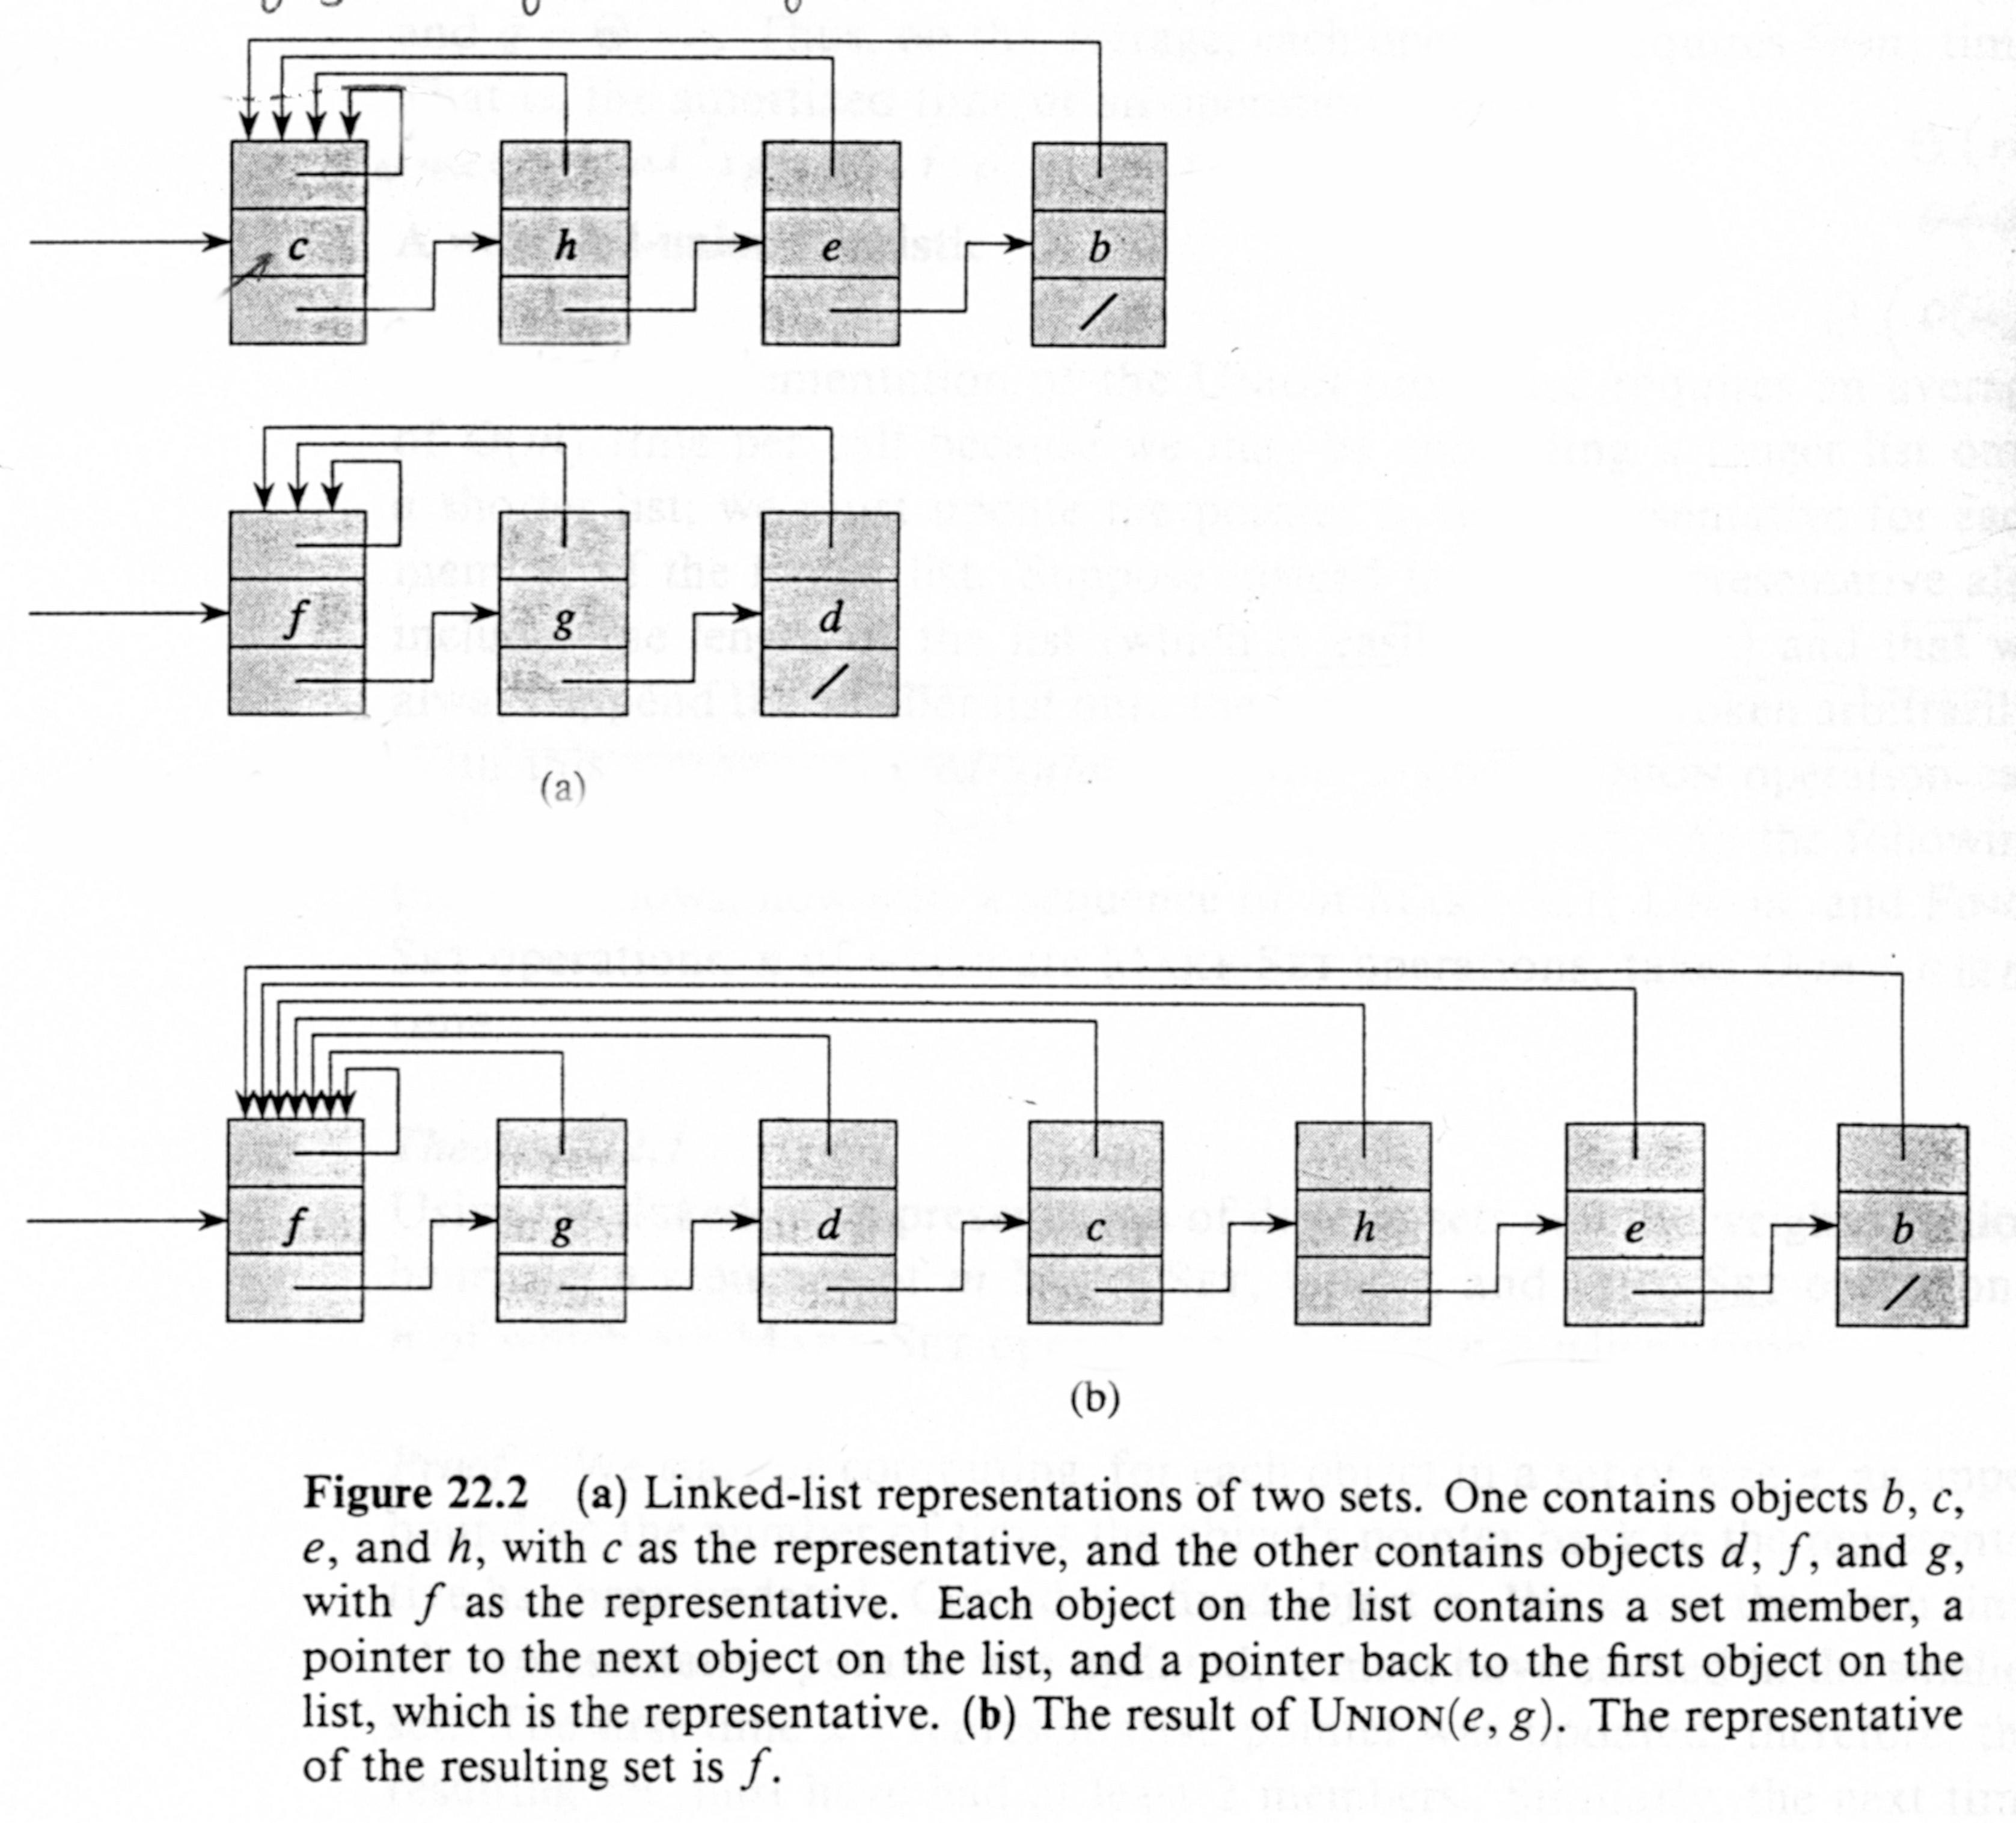 c h e b /
f g d /
(a)
f g d c h e b /
(b)
Figure 22.2 (a) Linked-list representations of two sets. One contains objects b, c,
e, and h, with c as the representative, and the other contains objects d, f, and g,
with f as the representative. Each object on the list contains a set member, a
pointer to the next object on the list, and a pointer back to the first object on the
list, which is the representative. (b) The result of UNION(e, g). The representative
of the resulting set is f.